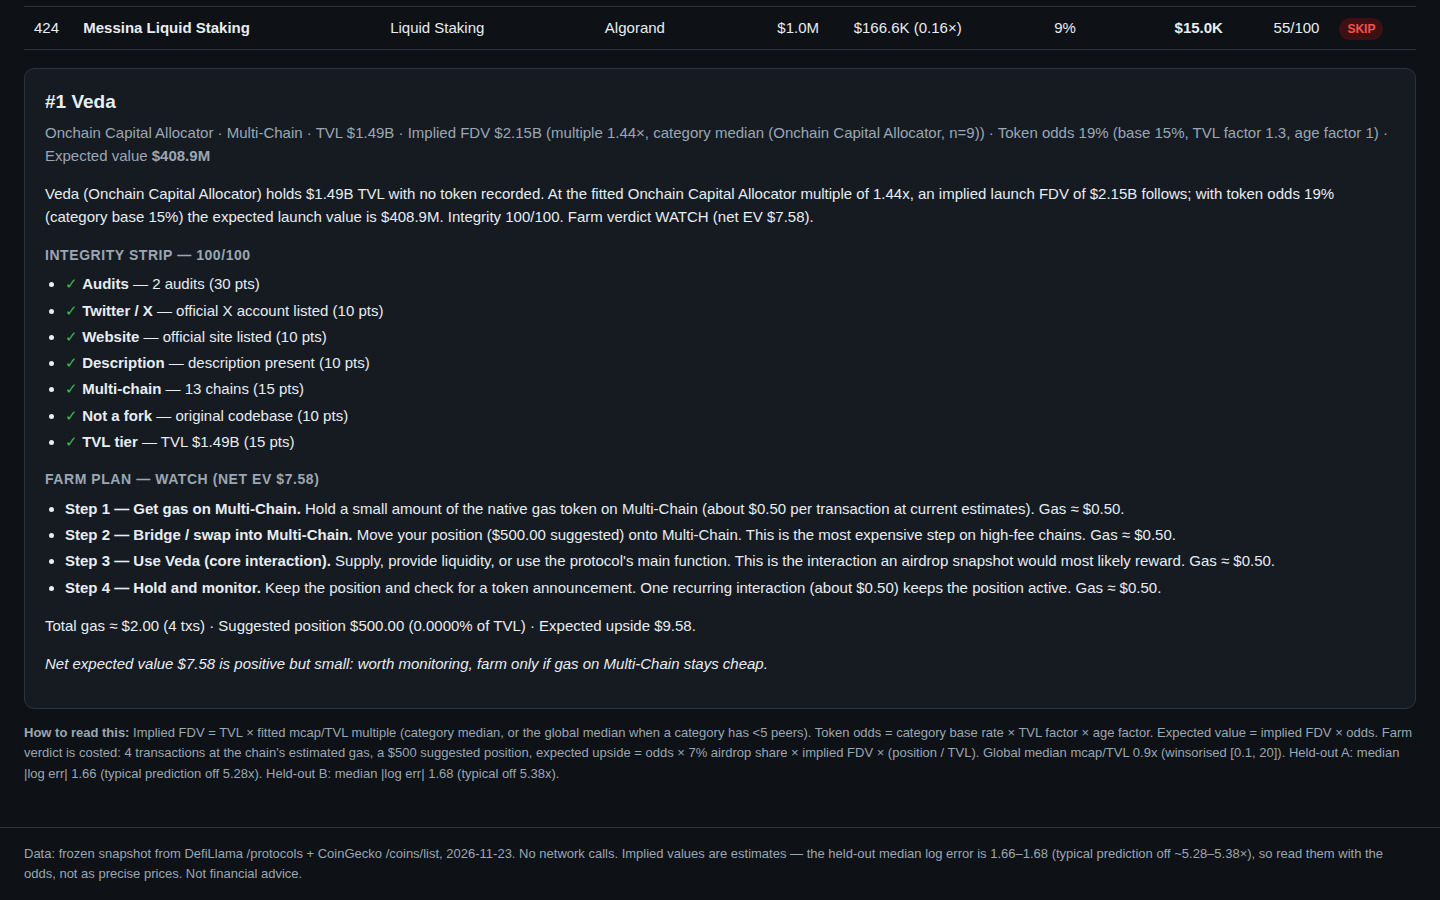 424 Messina Liquid Staking Liquid Staking Algorand $1.0M $166.6K (0.16×) 9% $15.0K 55/100 SKIP
#1 Veda
Onchain Capital Allocator · Multi-Chain · TVL $1.49B · Implied FDV $2.15B (multiple 1.44×, category median (Onchain Capital Allocator, n=9)) · Token odds 19% (base 15%, TVL factor 1.3, age factor 1) ·
Expected value $408.9M
Veda (Onchain Capital Allocator) holds $1.49B TVL with no token recorded. At the fitted Onchain Capital Allocator multiple of 1.44x, an implied launch FDV of $2.15B follows; with token odds 19%
(category base 15%) the expected launch value is $408.9M. Integrity 100/100. Farm verdict WATCH (net EV $7.58).
INTEGRITY STRIP — 100/100
• ✓ Audits — 2 audits (30 pts)
• ✓ Twitter / X — official X account listed (10 pts)
• ✓ Website — official site listed (10 pts)
• ✓ Description — description present (10 pts)
• ✓ Multi-chain — 13 chains (15 pts)
• ✓ Not a fork — original codebase (10 pts)
• ✓ TVL tier — TVL $1.49B (15 pts)
FARM PLAN — WATCH (NET EV $7.58)
• Step 1 — Get gas on Multi-Chain. Hold a small amount of the native gas token on Multi-Chain (about $0.50 per transaction at current estimates). Gas ≈ $0.50.
• Step 2 — Bridge / swap into Multi-Chain. Move your position ($500.00 suggested) onto Multi-Chain. This is the most expensive step on high-fee chains. Gas ≈ $0.50.
• Step 3 — Use Veda (core interaction). Supply, provide liquidity, or use the protocol's main function. This is the interaction an airdrop snapshot would most likely reward. Gas ≈ $0.50.
• Step 4 — Hold and monitor. Keep the position and check for a token announcement. One recurring interaction (about $0.50) keeps the position active. Gas ≈ $0.50.
Total gas ≈ $2.00 (4 txs) · Suggested position $500.00 (0.0000% of TVL) · Expected upside $9.58.
Net expected value $7.58 is positive but small: worth monitoring, farm only if gas on Multi-Chain stays cheap.
How to read this: Implied FDV = TVL × fitted mcap/TVL multiple (category median, or the global median when a category has <5 peers). Token odds = category base rate × TVL factor × age factor. Expected value = implied FDV × odds. Farm
verdict is costed: 4 transactions at the chain's estimated gas, a $500 suggested position, expected upside = odds × 7% airdrop share × implied FDV × (position / TVL). Global median mcap/TVL 0.9x (winsorised [0.1, 20]). Held-out A: median
|log err| 1.66 (typical prediction off 5.28x). Held-out B: median |log err| 1.68 (typical off 5.38x).
Data: frozen snapshot from DefiLlama /protocols + CoinGecko /coins/list, 2026-11-23. No network calls. Implied values are estimates — the held-out median log error is 1.66–1.68 (typical prediction off ~5.28–5.38×), so read them with the
odds, not as precise prices. Not financial advice.